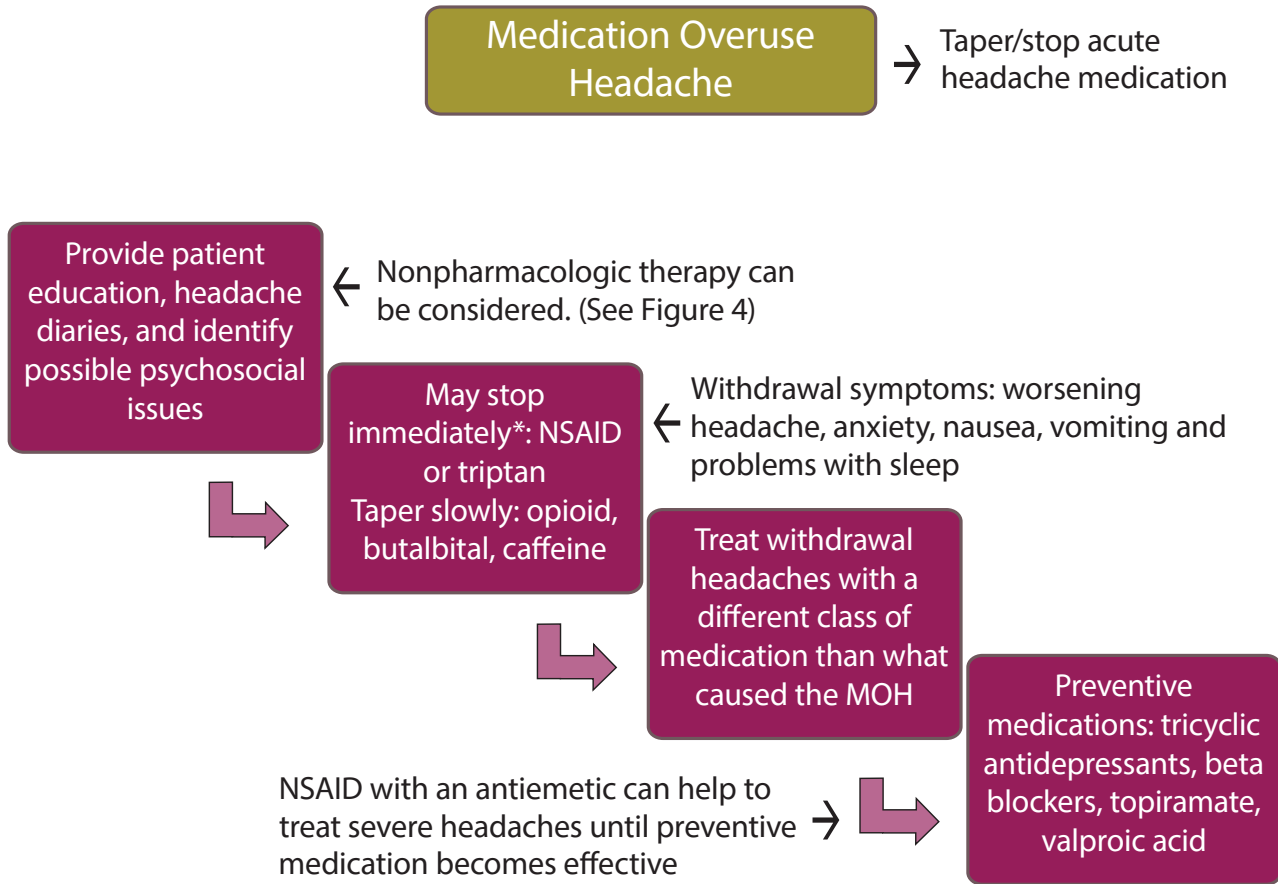 Medication Overuse
Headache
Taper/stop acute
headache medication
Provide patient
education, headache
diaries, and identify
possible psychosocial
issues
Nonpharmacologic therapy can
be considered. (See Figure 4)
May stop
immediately*: NSAID
or triptan
Taper slowly: opioid,
butalbital, caffeine
Withdrawal symptoms: worsening
headache, anxiety, nausea, vomiting and
problems with sleep
Treat withdrawal
headaches with a
different class of
medication than what
caused the MOH
NSAID with an antiemetic can help to
treat severe headaches until preventive
medication becomes effective
Preventive
medications: tricyclic
antidepressants, beta
blockers, topiramate,
valproic acid